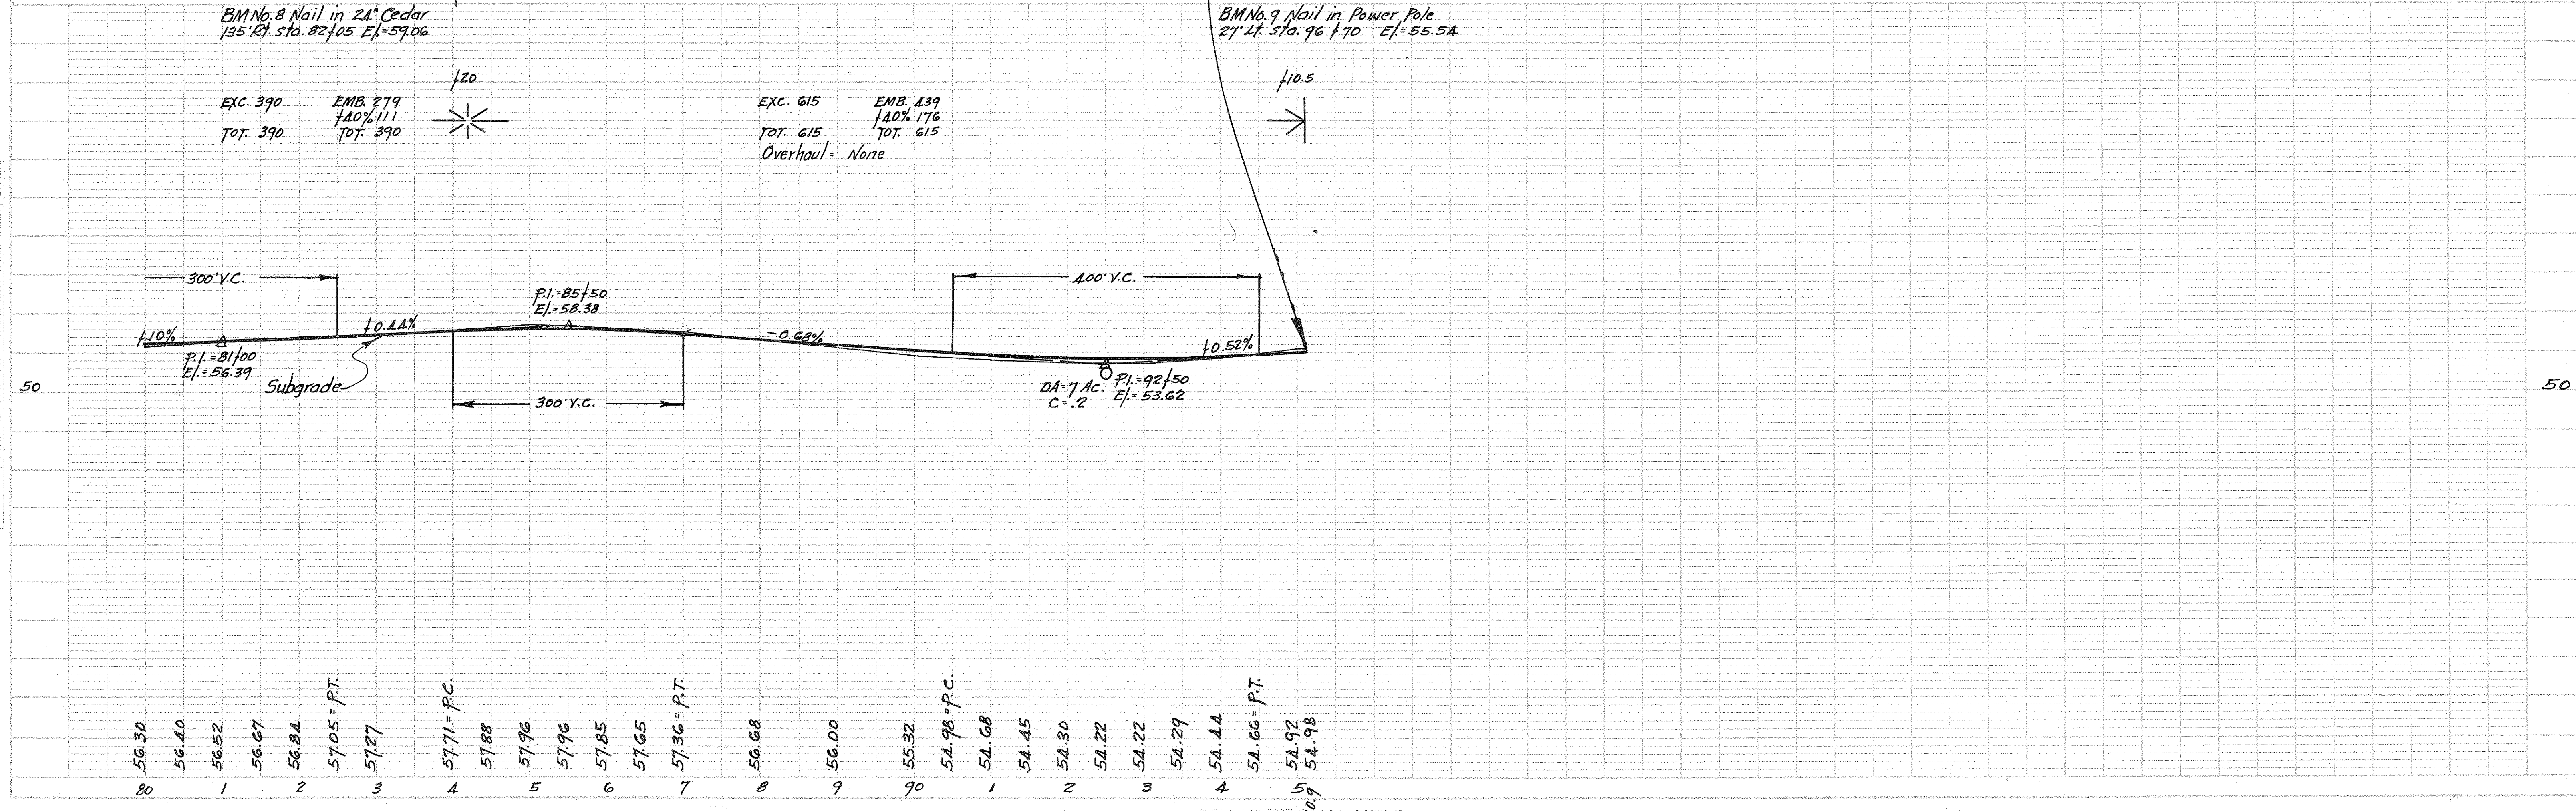 BM No.8 Nail in 24" Cedar
135' Rt. Sta. 82+05 El.=59.06
BM No.9 Nail in Power Pole
27' Lt. Sta. 96+70 El.=55.54
+20
+10.5
EXC. 390 EMB. 279
+40% 111
TOT. 390 TOT. 390
EXC. 615 EMB. 439
+40% 176
TOT. 615 TOT. 615
Overhaul = None
300' V.C.
400' V.C.
P.I.=85+50
El.=58.38
+.10%
+0.44%
-0.68%
+0.52%
P.I.=81+00
El.=56.39
Subgrade
50
50
DA=7 Ac.
C=.2
P.I.=92+50
El.=53.62
300' V.C.
56.30
56.40
56.52
56.67
56.84
57.05 = P.T.
57.27
57.71 = P.C.
57.88
57.96
57.96
57.85
57.65
57.36 = P.T.
56.68
56.00
55.32
54.98 = P.C.
54.68
54.45
54.30
54.22
54.22
54.29
54.44
54.66 = P.T.
54.92
54.98
80 1 2 3 4 5 6 7 8 9 90 1 2 3 4 5
0.9